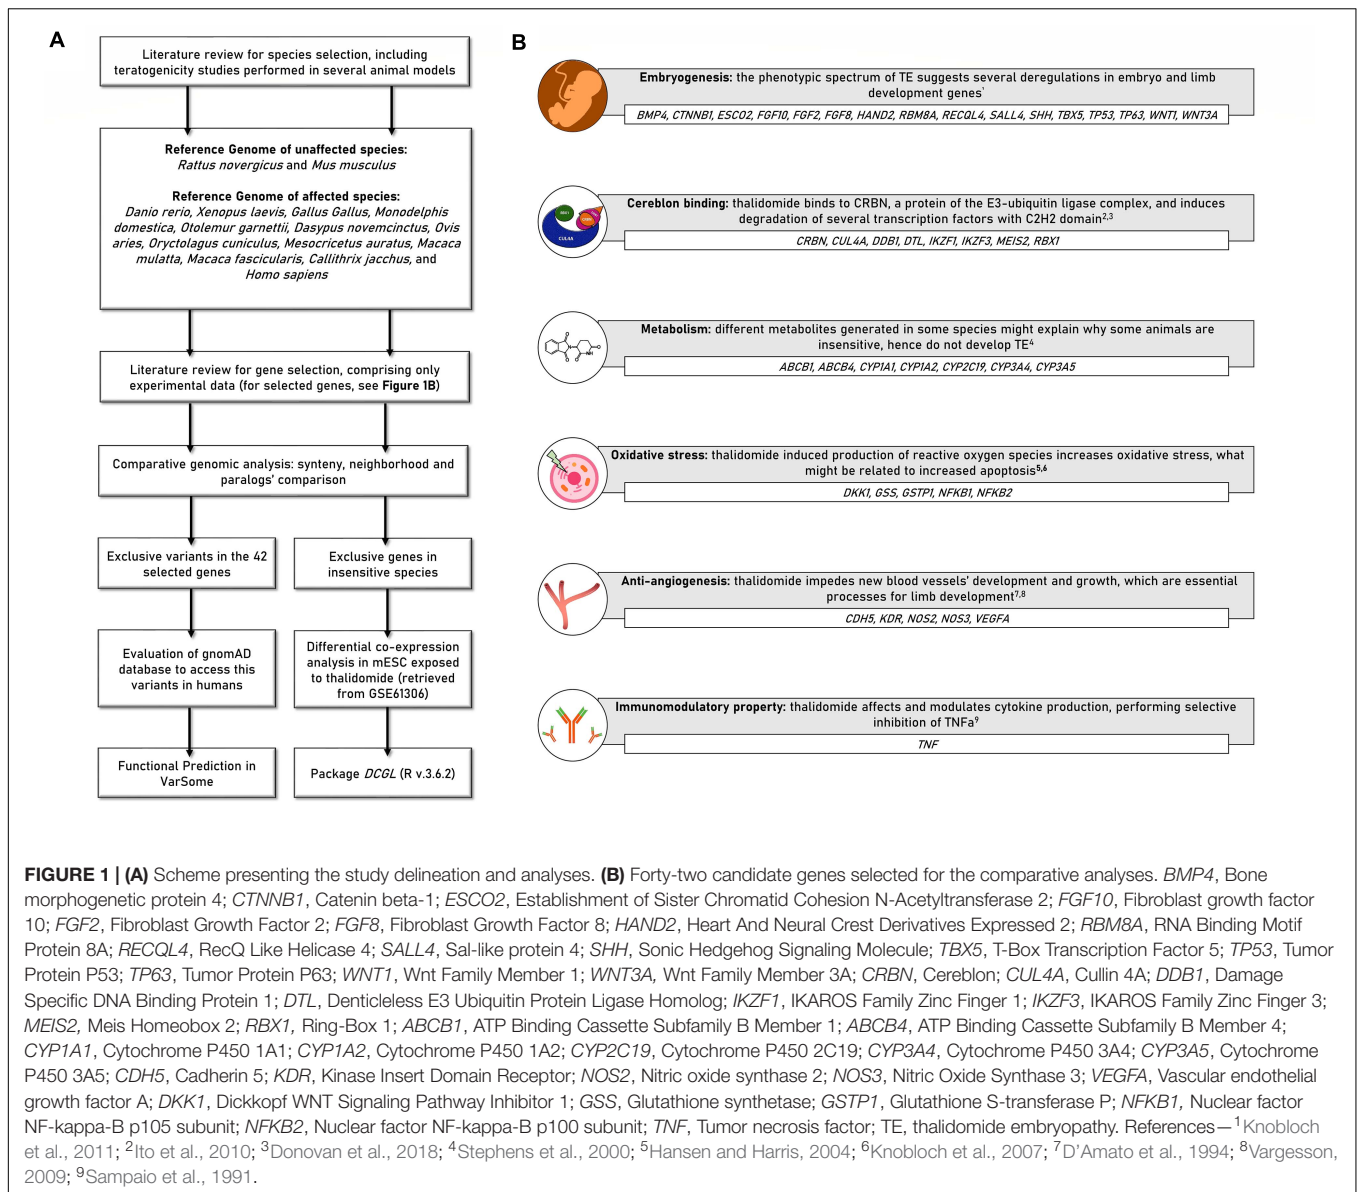 A
Literature review for species selection, including
teratogenicity studies performed in several animal models
Reference Genome of unaffected species:
Rattus novergicus and Mus musculus
Reference Genome of affected species:
Danio rerio, Xenopus laevis, Gallus Gallus, Monodelphis
domestica, Otolemur garnettii, Dasypus novemcinctus, Ovis
aries, Oryctolagus cuniculus, Mesocricetus auratus, Macaca
mulatta, Macaca fascicularis, Callithrix jacchus, and
Homo sapiens
Literature review for gene selection, comprising only
experimental data (for selected genes, see Figure 1B)
Comparative genomic analysis: synteny, neighborhood and
paralogs' comparison
Exclusive variants in the 42
selected genes
Exclusive genes in
insensitive species
Evaluation of gnomAD
database to access this
variants in humans
Differential co-expression
analysis in mESC exposed
to thalidomide (retrieved
from GSE61306)
Functional Prediction in
VarSome
Package DCGL (R v.3.6.2)
B
Embryogenesis: the phenotypic spectrum of TE suggests several deregulations in embryo and limb
development genes¹
BMP4, CTNNB1, ESCO2, FGF10, FGF2, FGF8, HAND2, RBM8A, RECQL4, SALL4, SHH, TBX5, TP53, TP63, WNT1, WNT3A
CUL4A
Cereblon binding: thalidomide binds to CRBN, a protein of the E3-ubiquitin ligase complex, and induces
degradation of several transcription factors with C2H2 domain²,³
CRBN, CUL4A, DDB1, DTL, IKZF1, IKZF3, MEIS2, RBX1
Metabolism: different metabolites generated in some species might explain why some animals are
insensitive, hence do not develop TE⁴
ABCB1, ABCB4, CYP1A1, CYP1A2, CYP2C19, CYP3A4, CYP3A5
Oxidative stress: thalidomide induced production of reactive oxygen species increases oxidative stress, what
might be related to increased apoptosis⁵,⁶
DKK1, GSS, GSTP1, NFKB1, NFKB2
Anti-angiogenesis: thalidomide impedes new blood vessels' development and growth, which are essential
processes for limb development⁷,⁸
CDH5, KDR, NOS2, NOS3, VEGFA
Immunomodulatory property: thalidomide affects and modulates cytokine production, performing selective
inhibition of TNFa⁹
TNF
FIGURE 1 | (A) Scheme presenting the study delineation and analyses. (B) Forty-two candidate genes selected for the comparative analyses. BMP4, Bone
morphogenetic protein 4; CTNNB1, Catenin beta-1; ESCO2, Establishment of Sister Chromatid Cohesion N-Acetyltransferase 2; FGF10, Fibroblast growth factor
10; FGF2, Fibroblast Growth Factor 2; FGF8, Fibroblast Growth Factor 8; HAND2, Heart And Neural Crest Derivatives Expressed 2; RBM8A, RNA Binding Motif
Protein 8A; RECQL4, RecQ Like Helicase 4; SALL4, Sal-like protein 4; SHH, Sonic Hedgehog Signaling Molecule; TBX5, T-Box Transcription Factor 5; TP53, Tumor
Protein P53; TP63, Tumor Protein P63; WNT1, Wnt Family Member 1; WNT3A, Wnt Family Member 3A; CRBN, Cereblon; CUL4A, Cullin 4A; DDB1, Damage
Specific DNA Binding Protein 1; DTL, Denticleless E3 Ubiquitin Protein Ligase Homolog; IKZF1, IKAROS Family Zinc Finger 1; IKZF3, IKAROS Family Zinc Finger 3;
MEIS2, Meis Homeobox 2; RBX1, Ring-Box 1; ABCB1, ATP Binding Cassette Subfamily B Member 1; ABCB4, ATP Binding Cassette Subfamily B Member 4;
CYP1A1, Cytochrome P450 1A1; CYP1A2, Cytochrome P450 1A2; CYP2C19, Cytochrome P450 2C19; CYP3A4, Cytochrome P450 3A4; CYP3A5, Cytochrome
P450 3A5; CDH5, Cadherin 5; KDR, Kinase Insert Domain Receptor; NOS2, Nitric oxide synthase 2; NOS3, Nitric Oxide Synthase 3; VEGFA, Vascular endothelial
growth factor A; DKK1, Dickkopf WNT Signaling Pathway Inhibitor 1; GSS, Glutathione synthetase; GSTP1, Glutathione S-transferase P; NFKB1, Nuclear factor
NF-kappa-B p105 subunit; NFKB2, Nuclear factor NF-kappa-B p100 subunit; TNF, Tumor necrosis factor; TE, thalidomide embryopathy. References—¹Knobloch
et al., 2011; ²Ito et al., 2010; ³Donovan et al., 2018; ⁴Stephens et al., 2000; ⁵Hansen and Harris, 2004; ⁶Knobloch et al., 2007; ⁷D'Amato et al., 1994; ⁸Vargesson,
2009; ⁹Sampaio et al., 1991.